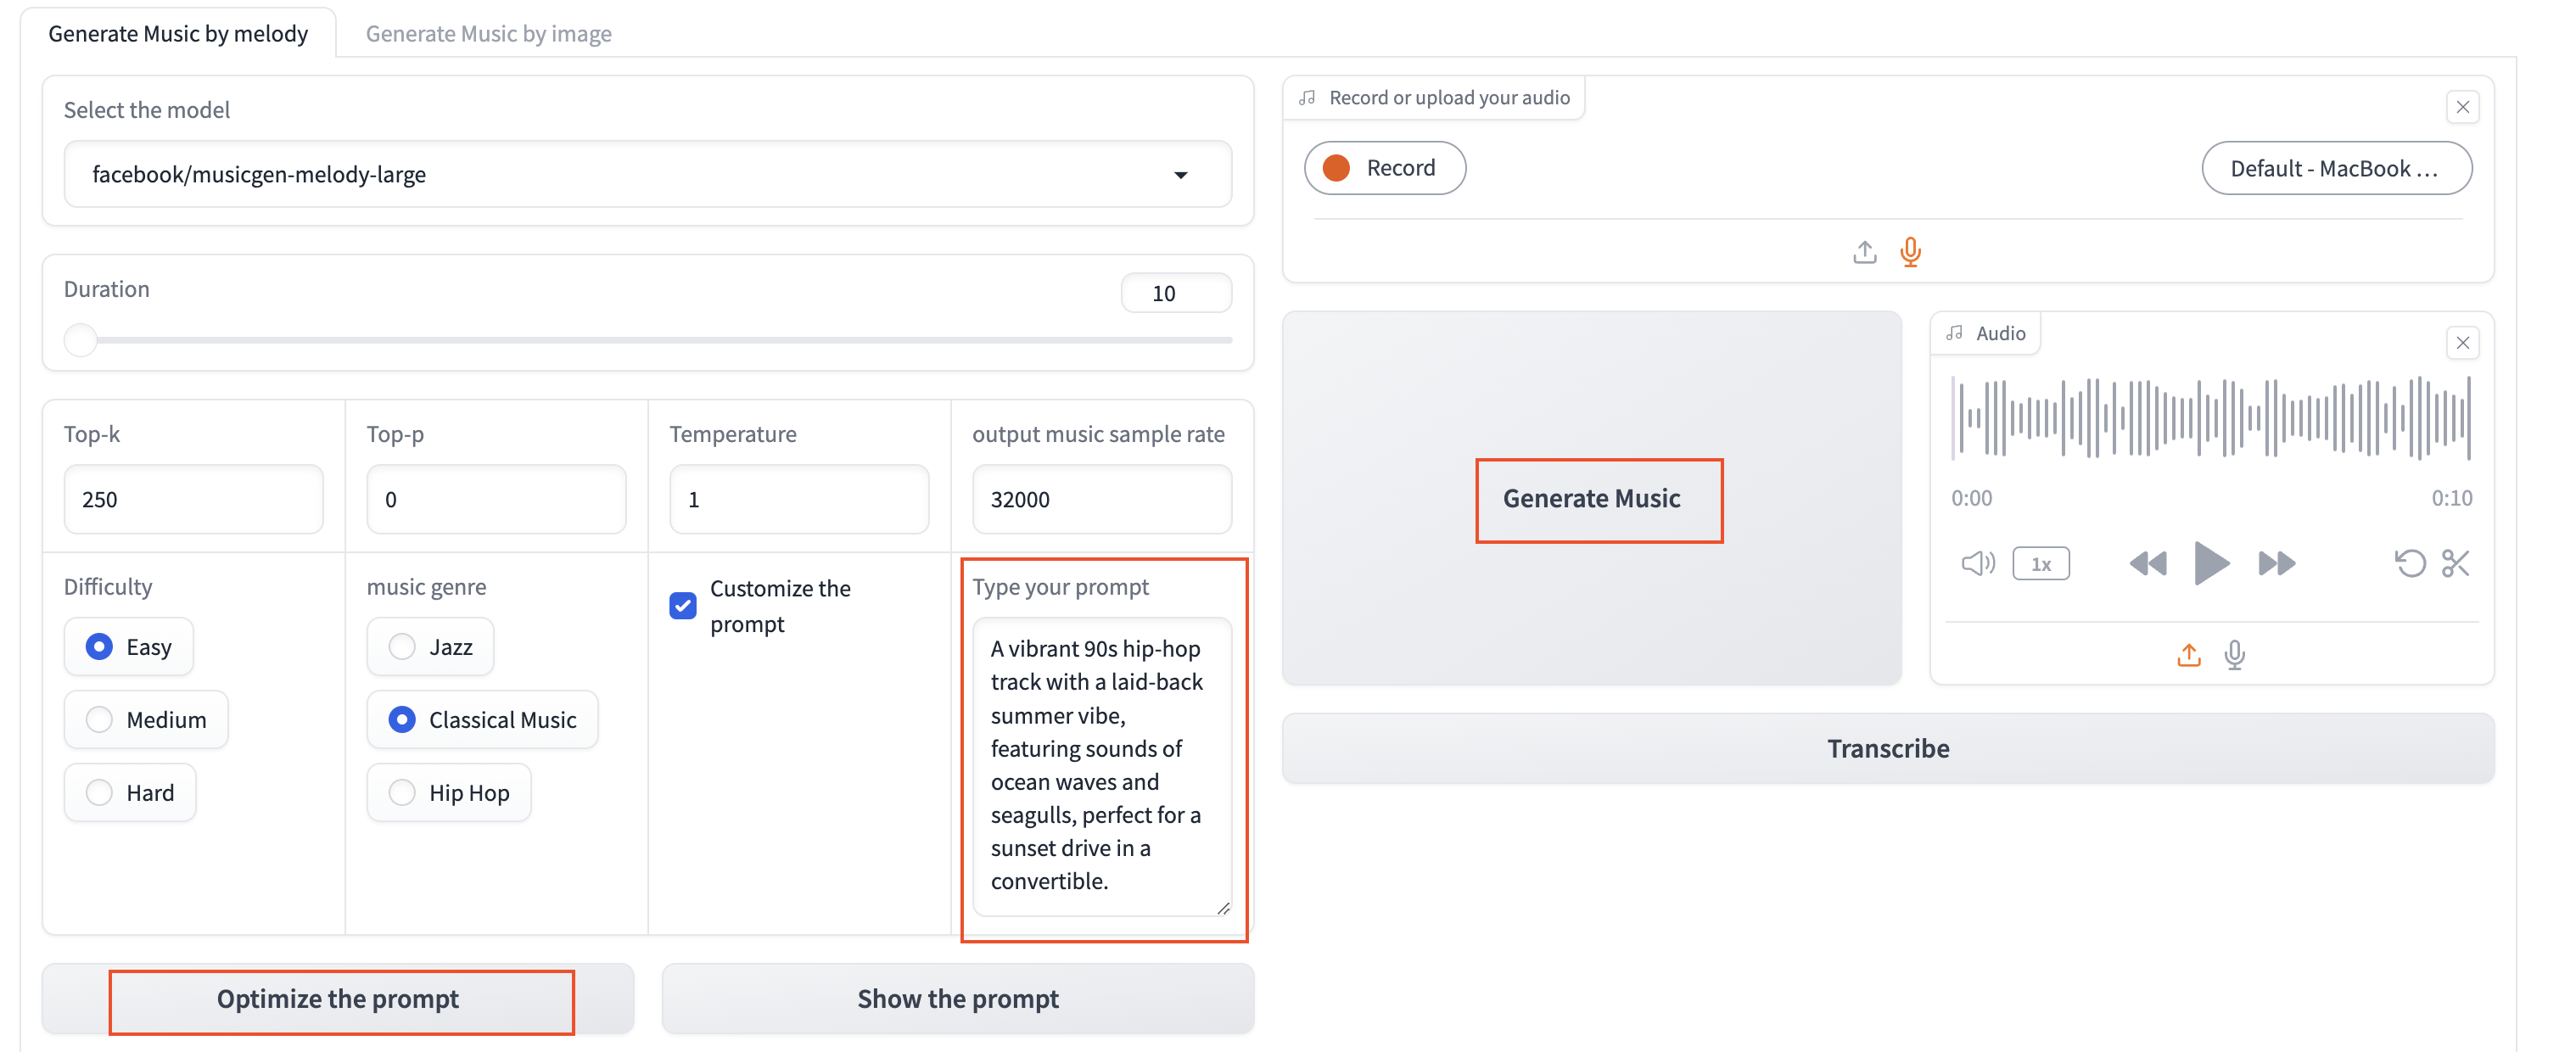 Generate Music by melody
Generate Music by image
Select the model
facebook/musicgen-melody-large
Duration
10
Top-k
Top-p
Temperature
output music sample rate
250
0
1
32000
Difficulty
Easy
Medium
Hard
music genre
Jazz
Classical Music
Hip Hop
Customize the
prompt
Type your prompt
A vibrant 90s hip-hop
track with a laid-back
summer vibe,
featuring sounds of
ocean waves and
seagulls, perfect for a
sunset drive in a
convertible.
Optimize the prompt
Show the prompt
Record or upload your audio
Record
Default - MacBook ...
Generate Music
Audio
0:00
0:10
1x
Transcribe